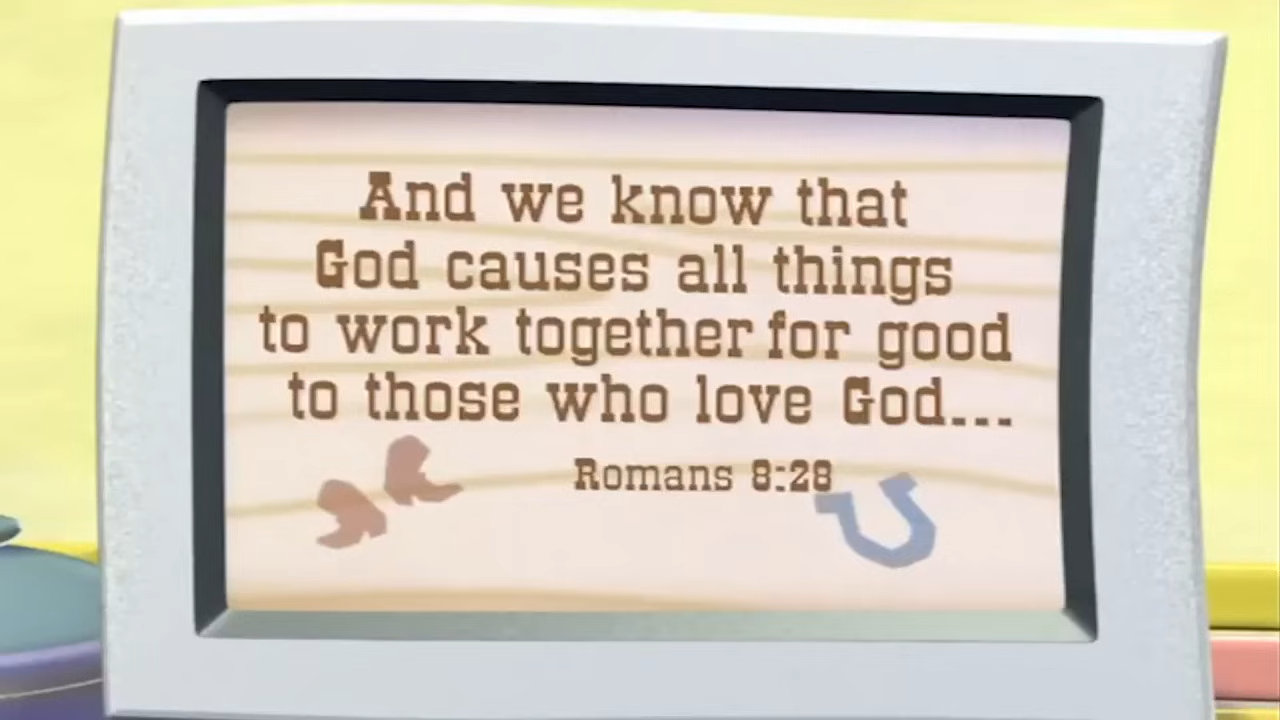 And we know that
God causes all things
to work together for good
to those who love God...
Romans 8:28